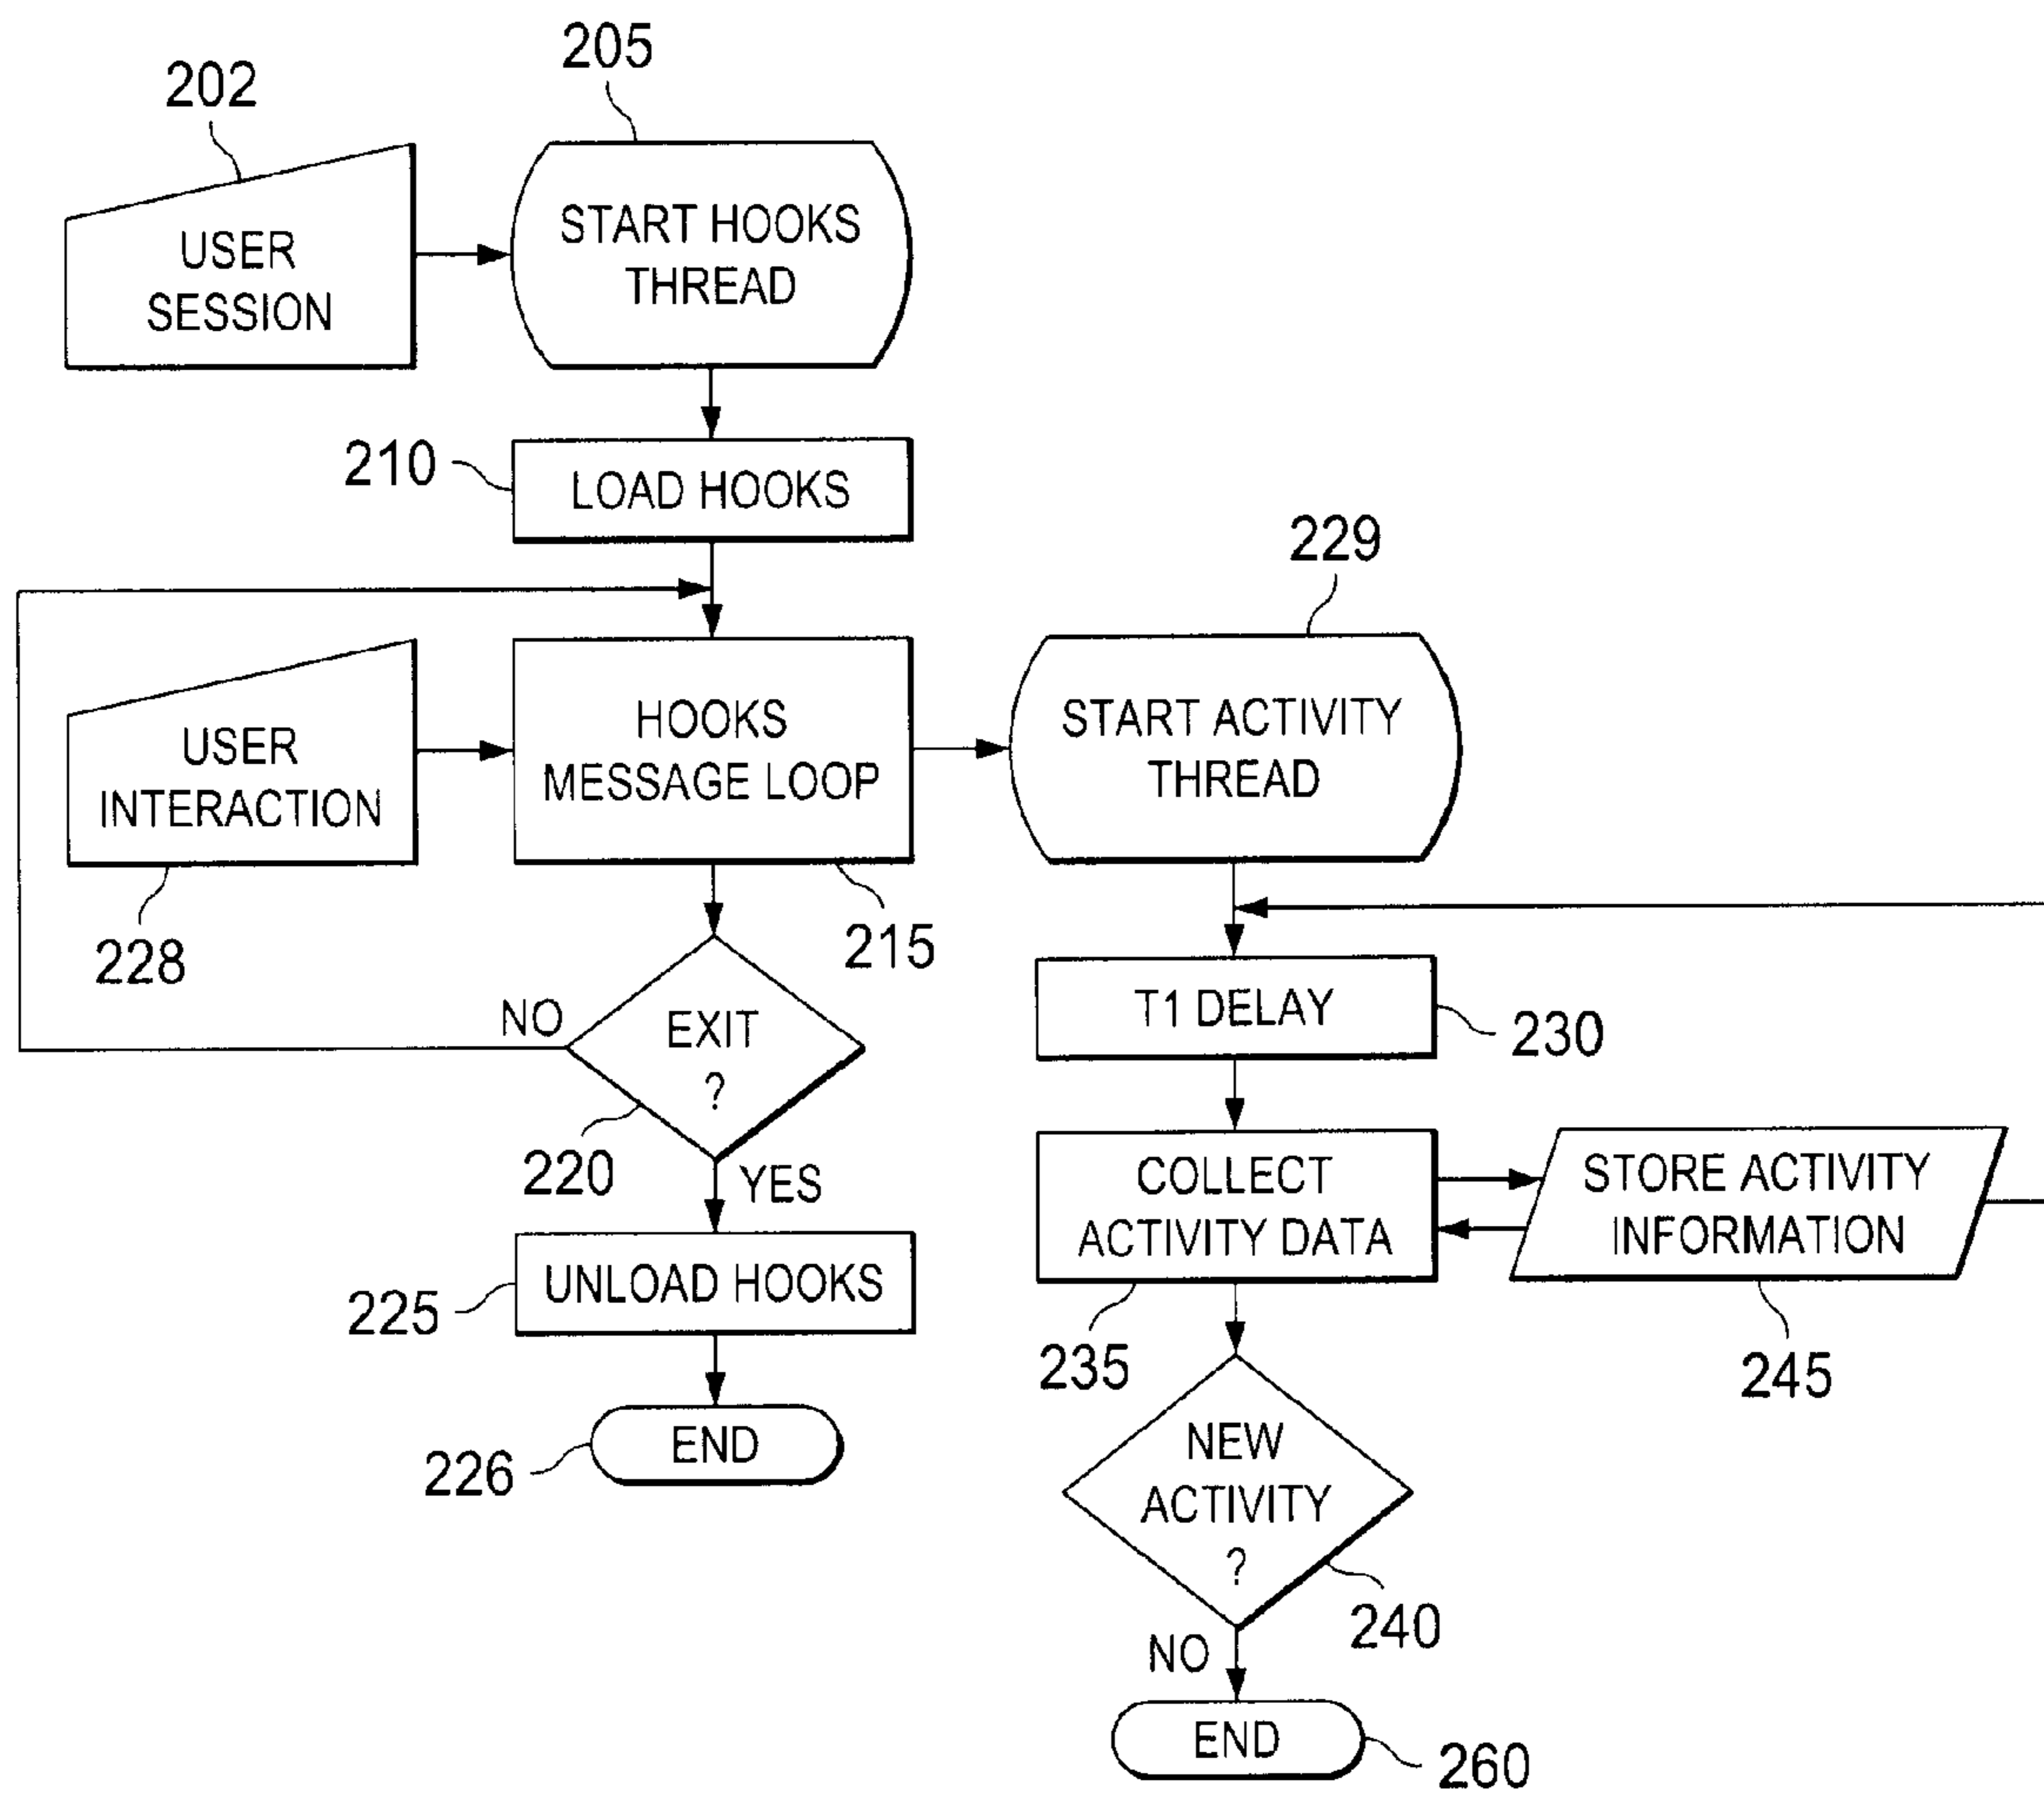 202
205
USER
SESSION
START HOOKS
THREAD
210
LOAD HOOKS
229
USER
INTERACTION
HOOKS
MESSAGE LOOP
START ACTIVITY
THREAD
228
215
NO
EXIT
?
T1 DELAY
230
220
YES
COLLECT
ACTIVITY DATA
STORE ACTIVITY
INFORMATION
225
UNLOAD HOOKS
235
245
226
END
NEW
ACTIVITY
?
240
NO
END
260